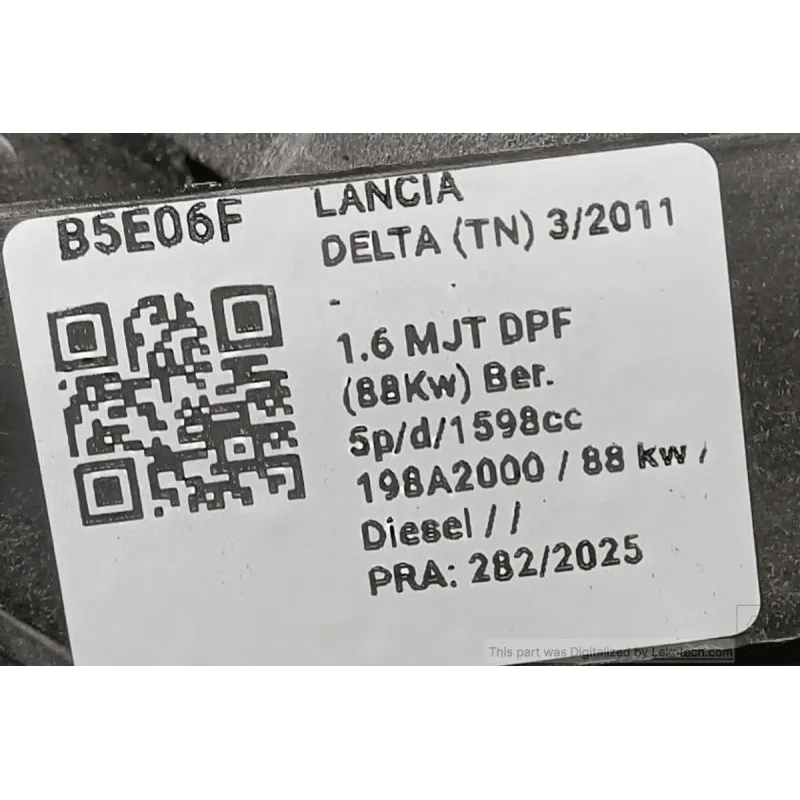 B5E06F
LANCIA
DELTA (TN) 3/2011
-
1.6 MJT DPF
(88Kw) Ber.
5p/d/1598cc
198A2000 / 88 kw /
Diesel / /
PRA: 282/2025
This part was Digitalized by Lekotech.com